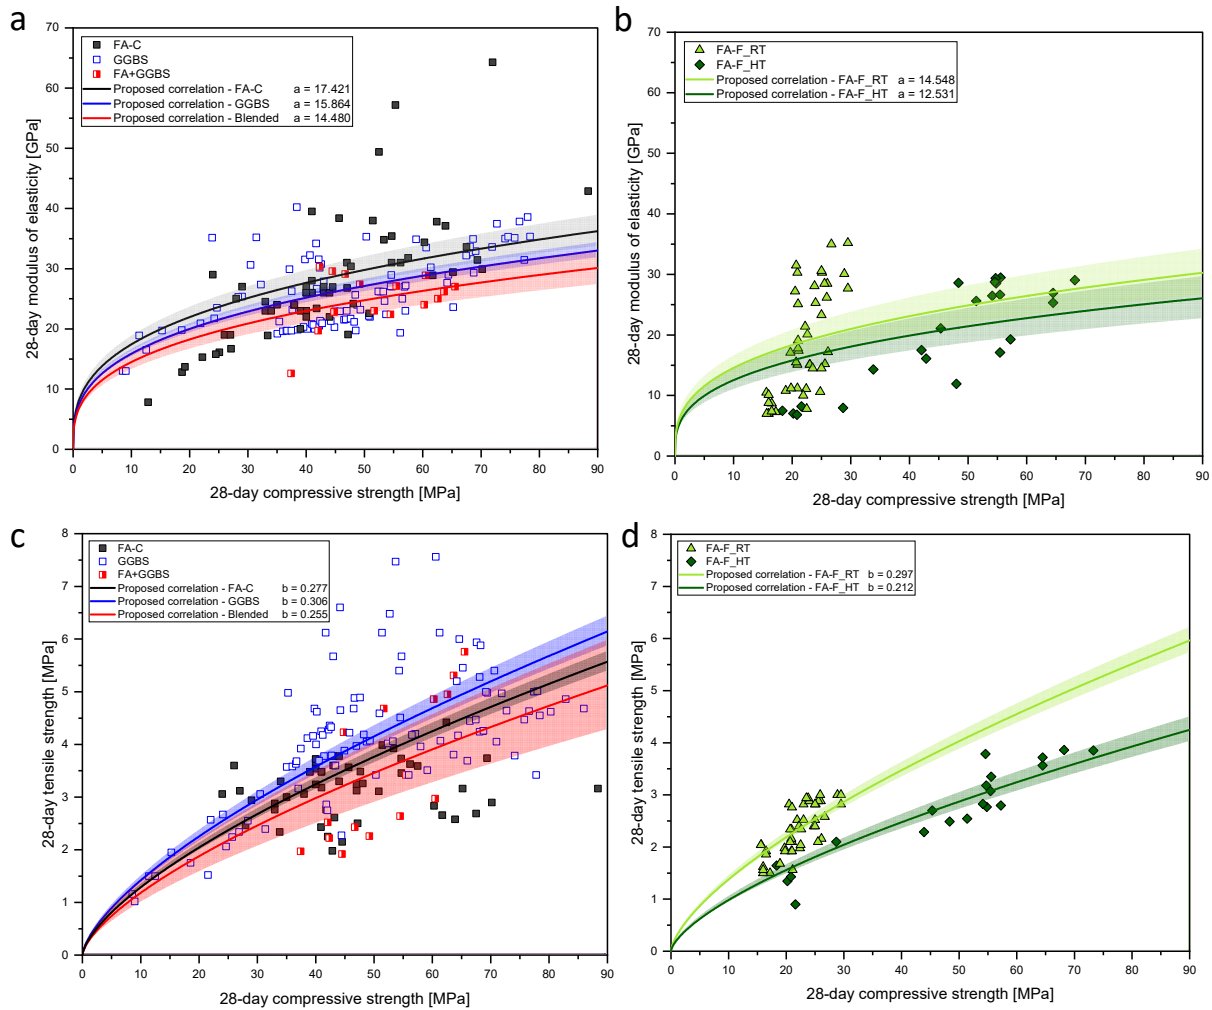 a
70
60
50
40
30
20
10
0
28-day modulus of elasticity [GPa]
FA-C
GGBS
FA+GGBS
Proposed correlation - FA-C a = 17.421
Proposed correlation - GGBS a = 15.864
Proposed correlation - Blended a = 14.480
0 10 20 30 40 50 60 70 80 90
28-day compressive strength [MPa]
b
70
60
50
40
30
20
10
0
28-day modulus of elasticity [GPa]
FA-F_RT
FA-F_HT
Proposed correlation - FA-F_RT a = 14.548
Proposed correlation - FA-F_HT a = 12.531
0 10 20 30 40 50 60 70 80 90
28-day compressive strength [MPa]
c
8
7
6
5
4
3
2
1
0
28-day tensile strength [MPa]
FA-C
GGBS
FA+GGBS
Proposed correlation - FA-C b = 0.277
Proposed correlation - GGBS b = 0.306
Proposed correlation - Blended b = 0.255
0 10 20 30 40 50 60 70 80 90
28-day compressive strength [MPa]
d
8
7
6
5
4
3
2
1
0
28-day tensile strength [MPa]
FA-F_RT
FA-F_HT
Proposed correlation - FA-F_RT b = 0.297
Proposed correlation - FA-F_HT b = 0.212
0 10 20 30 40 50 60 70 80 90
28-day compressive strength [MPa]